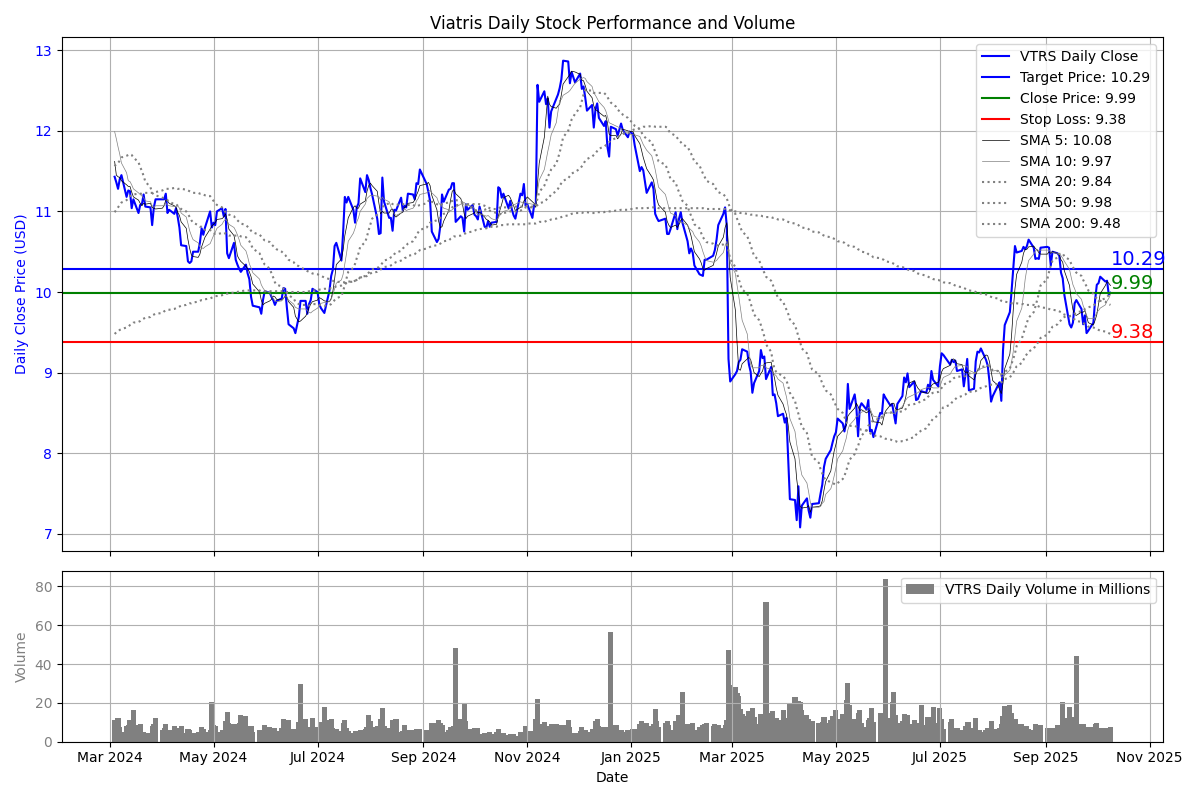 Viatris Daily Stock Performance and Volume
13
12
11
10
9
8
7
Daily Close Price (USD)
VTRS Daily Close
Target Price: 10.29
Close Price: 9.99
Stop Loss: 9.38
SMA 5: 10.08
SMA 10: 9.97
SMA 20: 9.84
SMA 50: 9.98
SMA 200: 9.48
10.29
9.99
9.38
80
60
40
20
0
Volume
VTRS Daily Volume in Millions
Mar 2024 May 2024 Jul 2024 Sep 2024 Nov 2024 Jan 2025 Mar 2025 May 2025 Jul 2025 Sep 2025 Nov 2025
Date